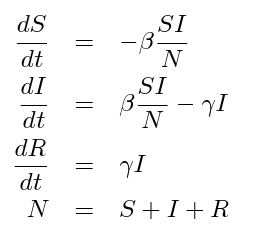 dS/dt = −β SI/N
dI/dt = β SI/N − γI
dR/dt = γI
N = S + I + R